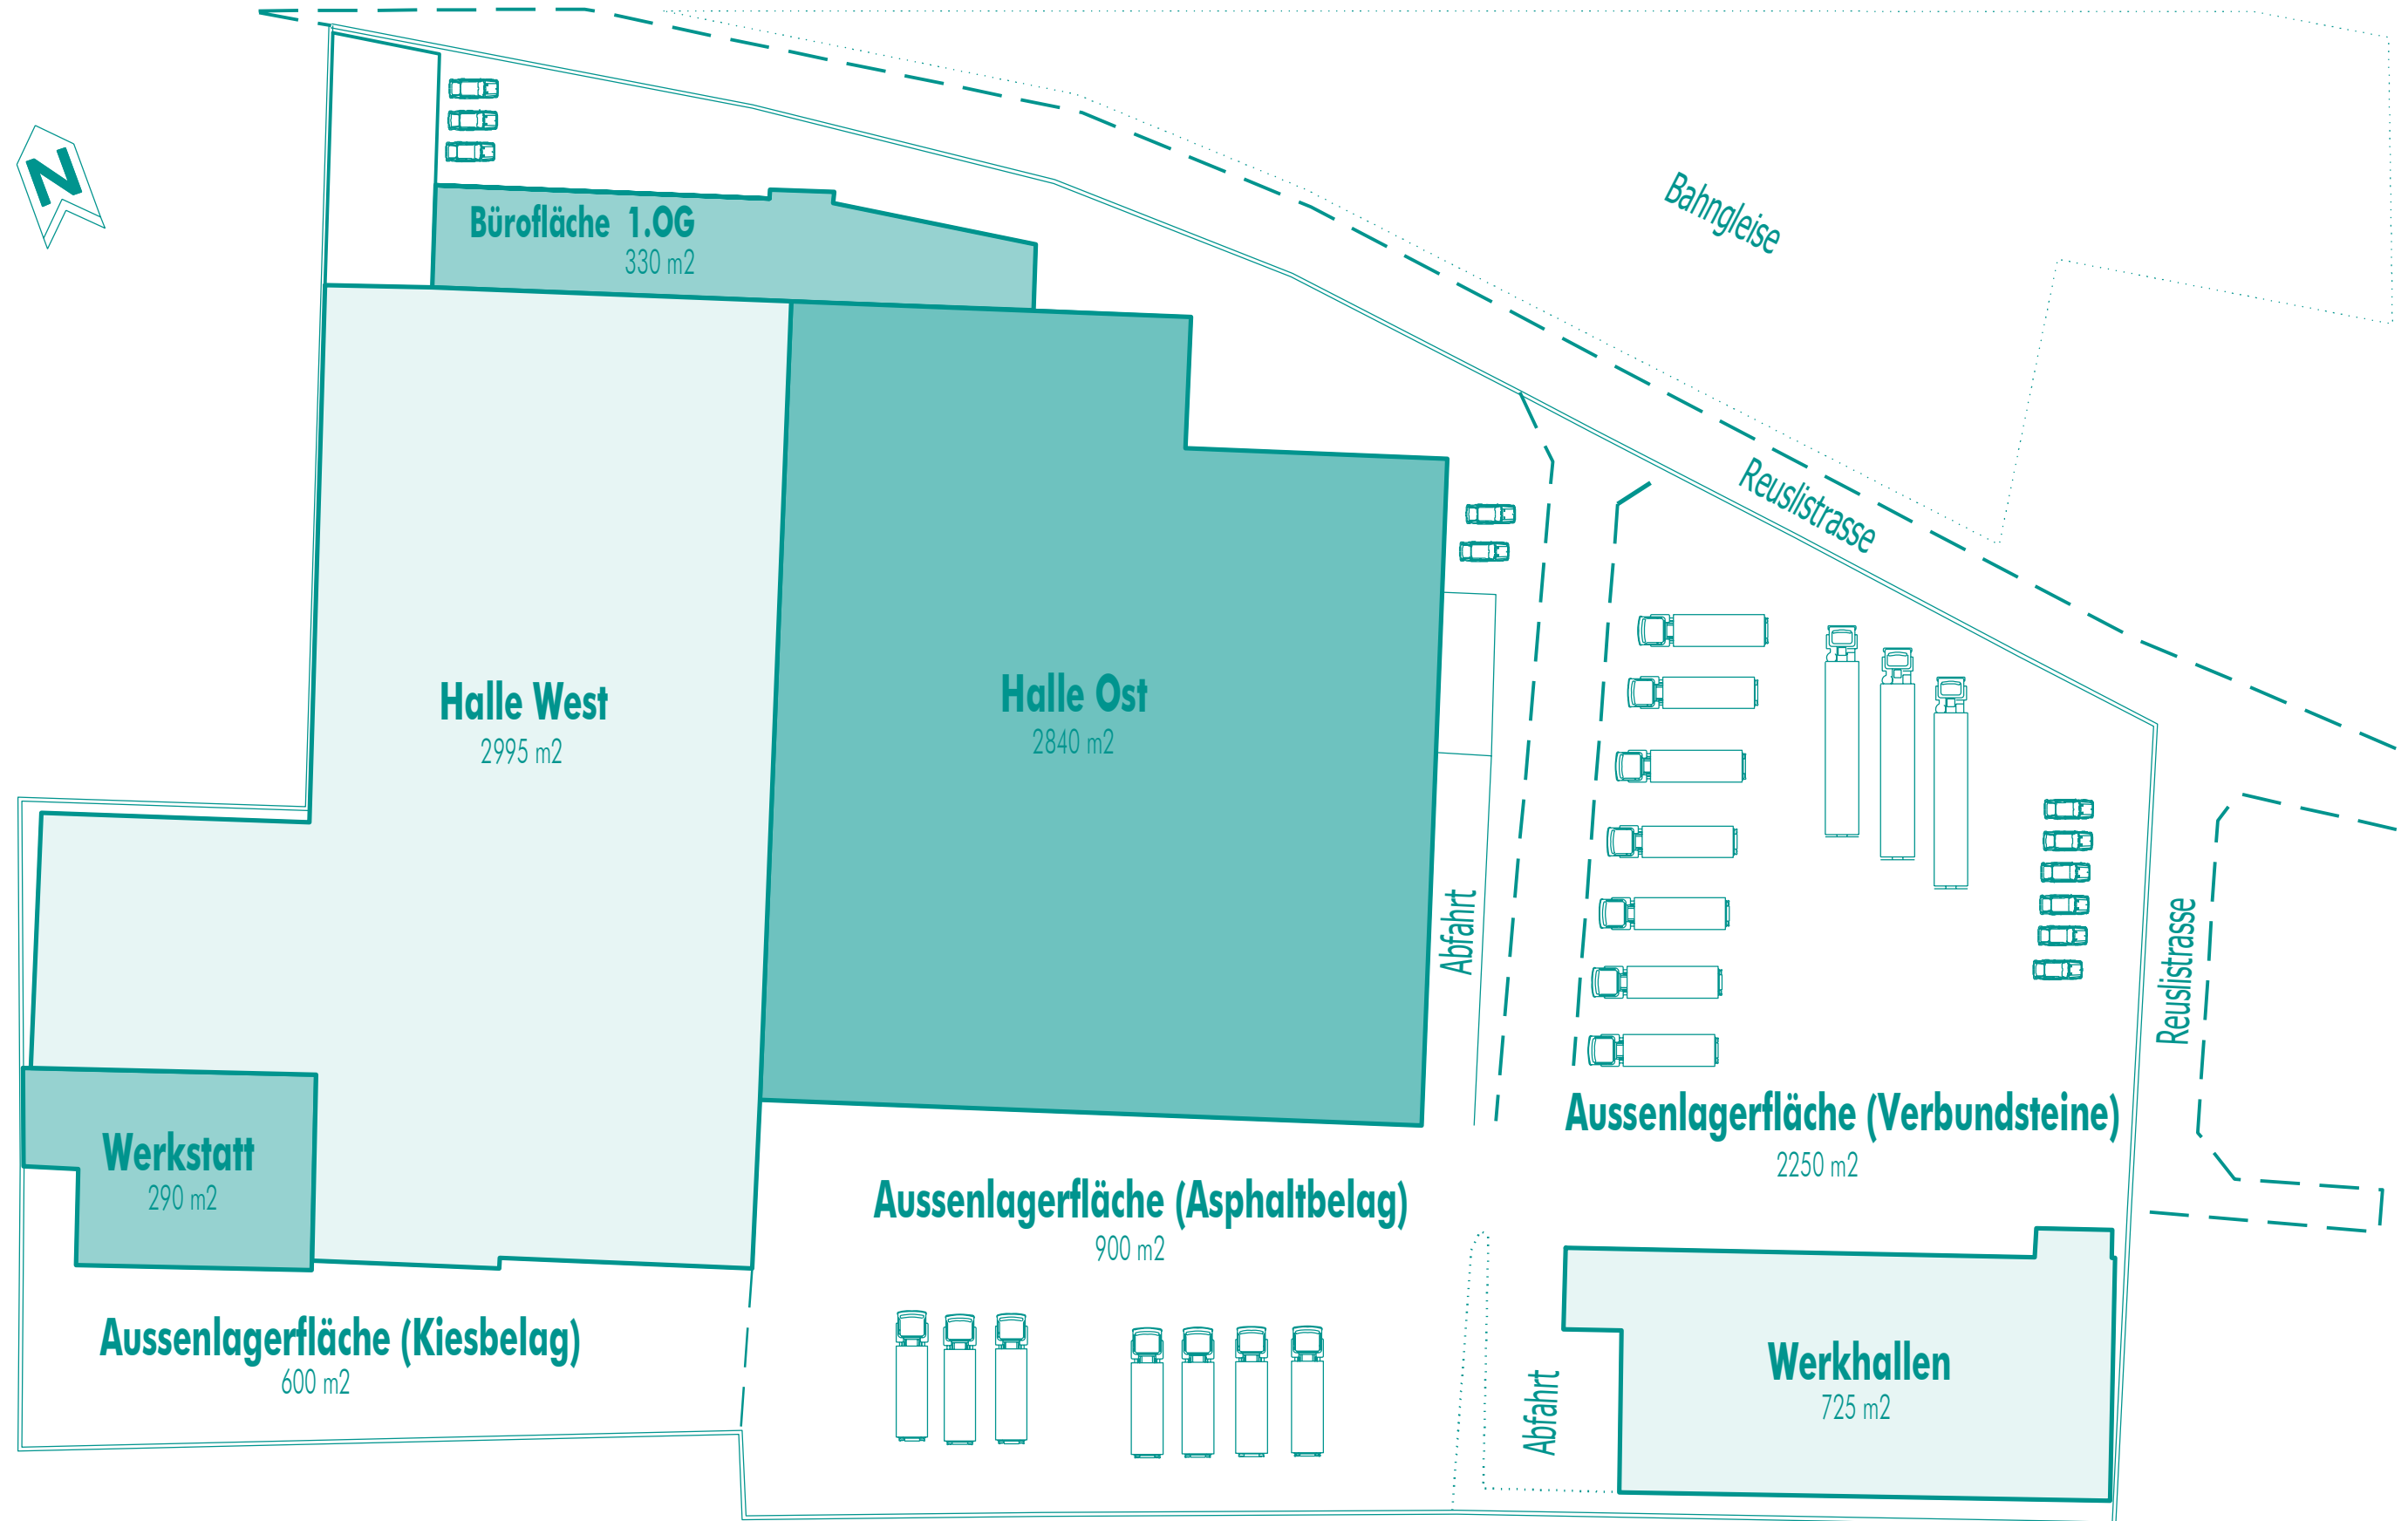 N
Bürofläche 1.OG
330 m2
Bahngleise
Reuslistrasse
Halle West
2995 m2
Halle Ost
2840 m2
Abfahrt
Reuslistrasse
Aussenlagerfläche (Verbundsteine)
2250 m2
Werkstatt
290 m2
Aussenlagerfläche (Asphaltbelag)
900 m2
Aussenlagerfläche (Kiesbelag)
600 m2
Abfahrt
Werkhallen
725 m2